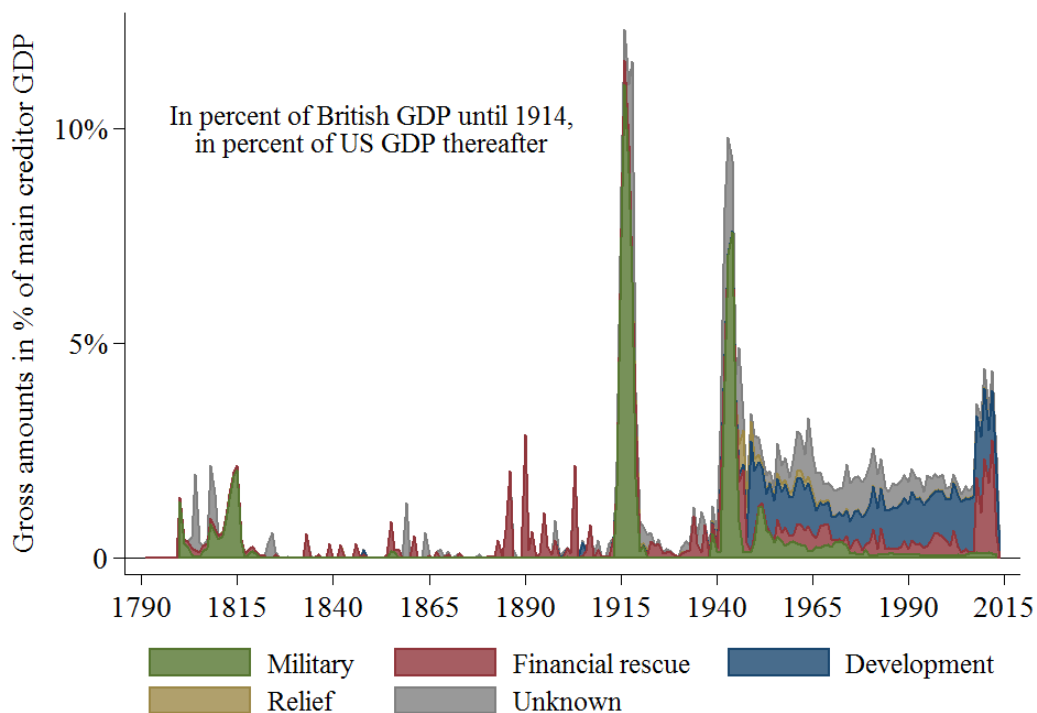 Gross amounts in % of main creditor GDP
In percent of British GDP until 1914,
in percent of US GDP thereafter
10%
5%
0
1790 1815 1840 1865 1890 1915 1940 1965 1990 2015
Military Financial rescue Development
Relief Unknown